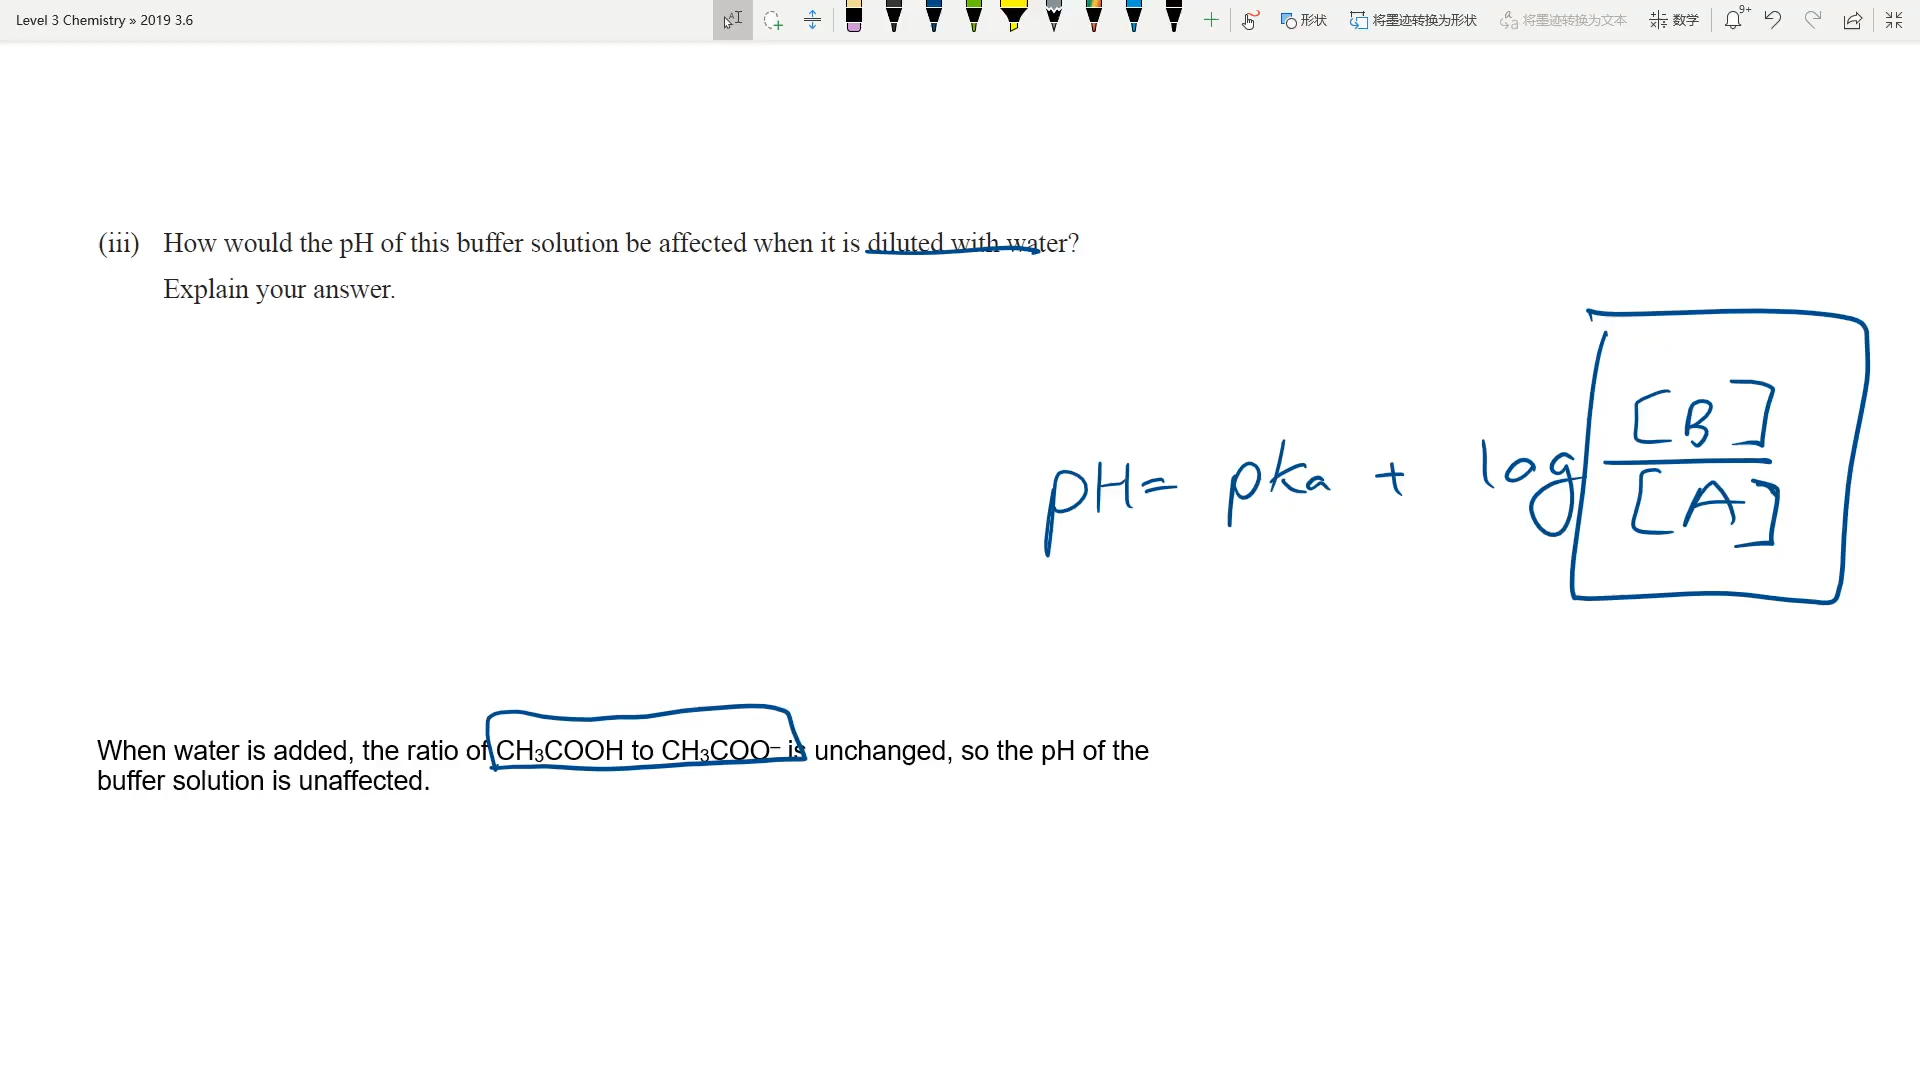 Level 3 Chemistry » 2019 3.6
形状 将墨迹转换为形状 将墨迹转换为文本 数学 9+
(iii) How would the pH of this buffer solution be affected when it is diluted with water?
Explain your answer.
pH = pka + log [B] / [A]
When water is added, the ratio of CH₃COOH to CH₃COO⁻ is unchanged, so the pH of the
buffer solution is unaffected.